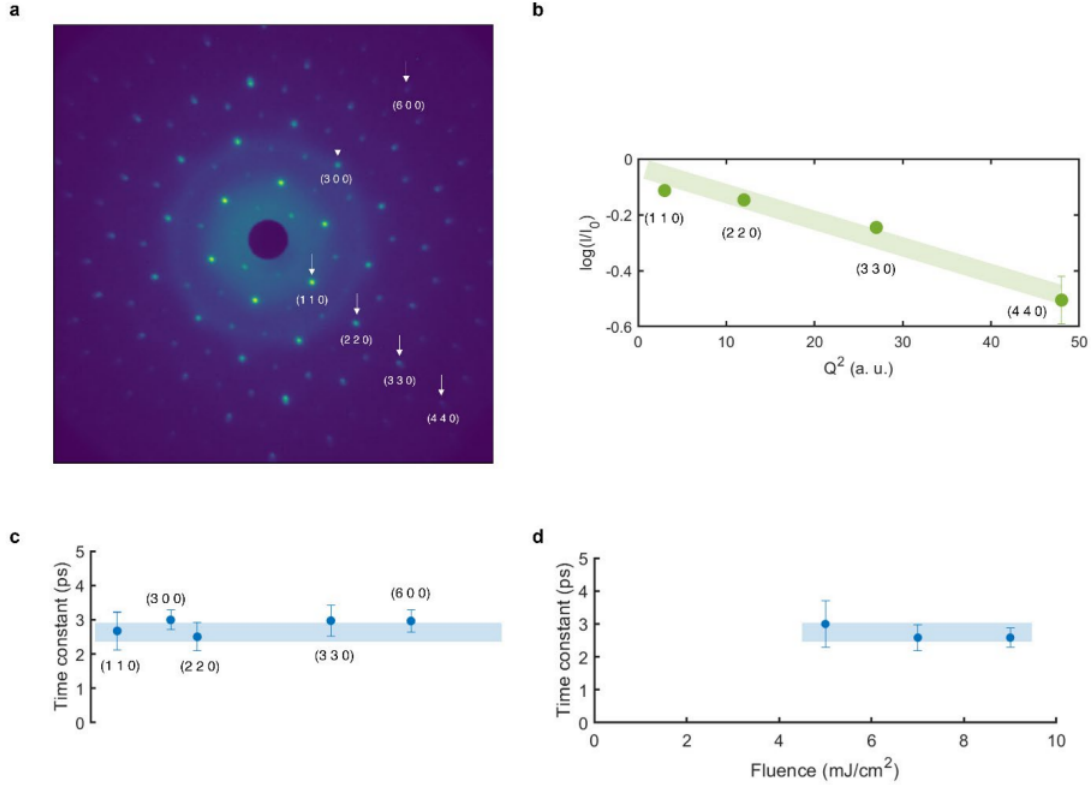 a
(6 0 0)
(3 0 0)
(1 1 0)
(2 2 0)
(3 3 0)
(4 4 0)
b
0
-0.2
-0.4
-0.6
log(I/I₀)
(1 1 0)
(2 2 0)
(3 3 0)
(4 4 0)
0 10 20 30 40 50
Q² (a. u.)
c
5
4
3
2
1
0
Time constant (ps)
(3 0 0)
(6 0 0)
(1 1 0)
(2 2 0)
(3 3 0)
d
5
4
3
2
1
0
Time constant (ps)
0 2 4 6 8 10
Fluence (mJ/cm²)